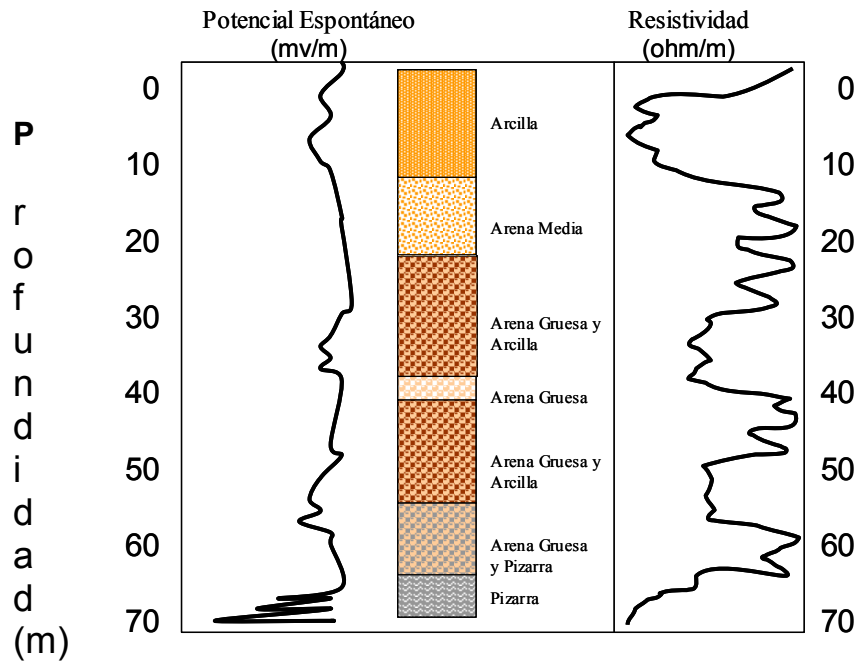 Potencial Espontáneo
(mv/m)
Resistividad
(ohm/m)
P
r
o
f
u
n
d
i
d
a
d
(m)
0
10
20
30
40
50
60
70
Arcilla
Arena Media
Arena Gruesa y
Arcilla
Arena Gruesa
Arena Gruesa y
Arcilla
Arena Gruesa
y Pizarra
Pizarra
0
10
20
30
40
50
60
70